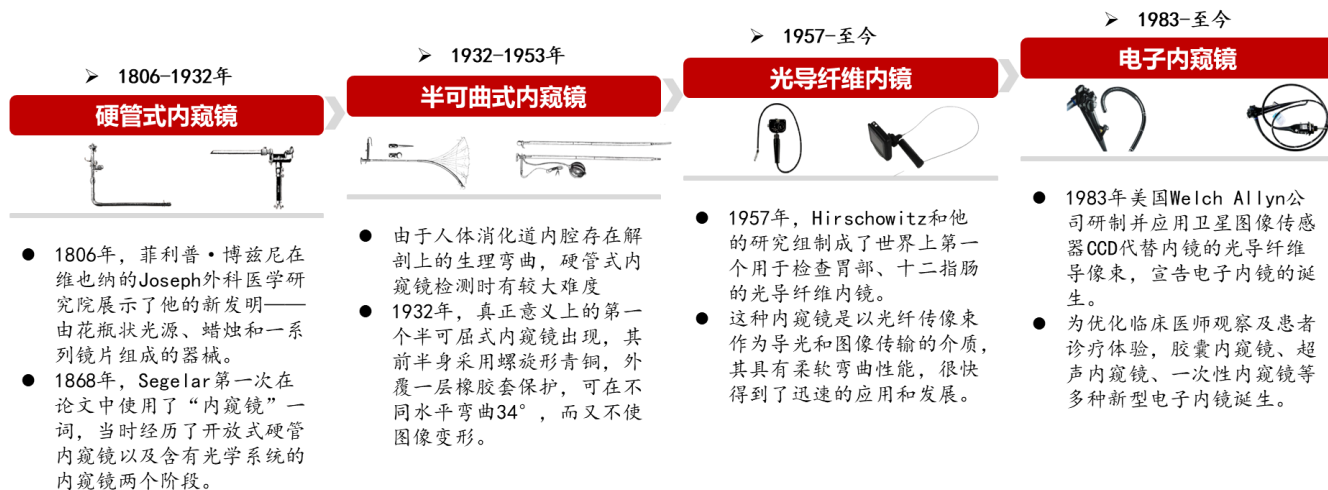 ➢ 1806-1932年
硬管式内窥镜
● 1806年，菲利普·博兹尼在
维也纳的Joseph外科医学研
究院展示了他的新发明——
由花瓶状光源、蜡烛和一系
列镜片组成的器械。
● 1868年，Segelar第一次在
论文中使用了“内窥镜”一
词，当时经历了开放式硬管
内窥镜以及含有光学系统的
内窥镜两个阶段。
➢ 1932-1953年
半可曲式内窥镜
● 由于人体消化道内腔存在解
剖上的生理弯曲，硬管式内
窥镜检测时有较大难度
● 1932年，真正意义上的第一
个半可屈式内窥镜出现，其
前半身采用螺旋形青铜，外
覆一层橡胶套保护，可在不
同水平弯曲34°，而又不使
图像变形。
➢ 1957-至今
光导纤维内镜
● 1957年，Hirschowitz和他
的研究组制成了世界上第一
个用于检查胃部、十二指肠
的光导纤维内镜。
● 这种内窥镜是以光纤传像束
作为导光和图像传输的介质，
其具有柔软弯曲性能，很快
得到了迅速的应用和发展。
➢ 1983-至今
电子内窥镜
● 1983年美国Welch Allyn公
司研制并应用卫星图像传感
器CCD代替内镜的光导纤维
导像束，宣告电子内镜的诞
生。
● 为优化临床医师观察及患者
诊疗体验，胶囊内窥镜、超
声内窥镜、一次性内窥镜等
多种新型电子内镜诞生。